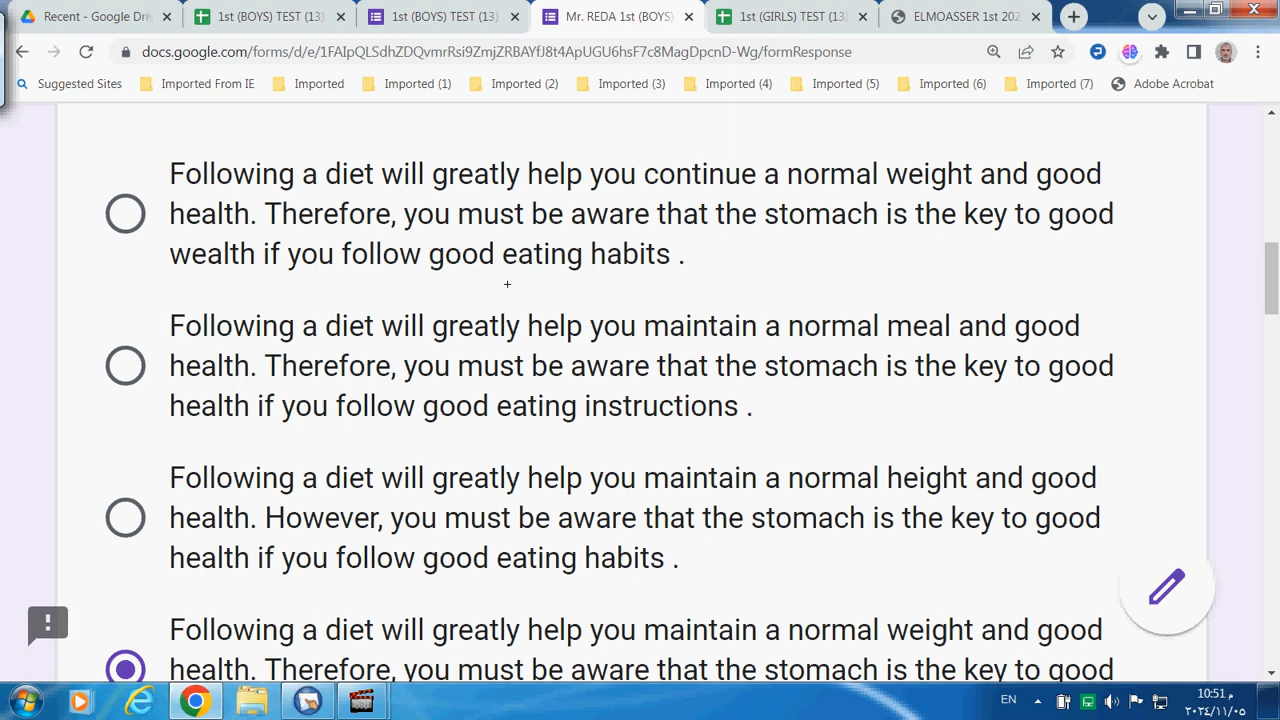 Recent - Google Dri
1st (BOYS) TEST (13)
1st (BOYS) TEST
Mr. REDA 1st (BOYS)
1st (GIRLS) TEST (13
docs.google.com/forms/d/e/1FAIpQLSdhZDQvmrRsi9ZmjZRBAYfJ8t4ApUGU6hsF7c8MagDpcnD-Wg/formResponse
Suggested Sites
Imported From IE
Imported
Imported (1)
Imported (2)
Imported (3)
Imported (4)
Imported (5)
Imported (6)
Imported (7)
Adobe Acrobat
Following a diet will greatly help you continue a normal weight and good
health. Therefore, you must be aware that the stomach is the key to good
wealth if you follow good eating habits .
Following a diet will greatly help you maintain a normal meal and good
health. Therefore, you must be aware that the stomach is the key to good
health if you follow good eating instructions .
Following a diet will greatly help you maintain a normal height and good
health. However, you must be aware that the stomach is the key to good
health if you follow good eating habits .
Following a diet will greatly help you maintain a normal weight and good
health. Therefore, you must be aware that the stomach is the key to good
EN
10:51 م
٢٠٢٤/١١/٠٥